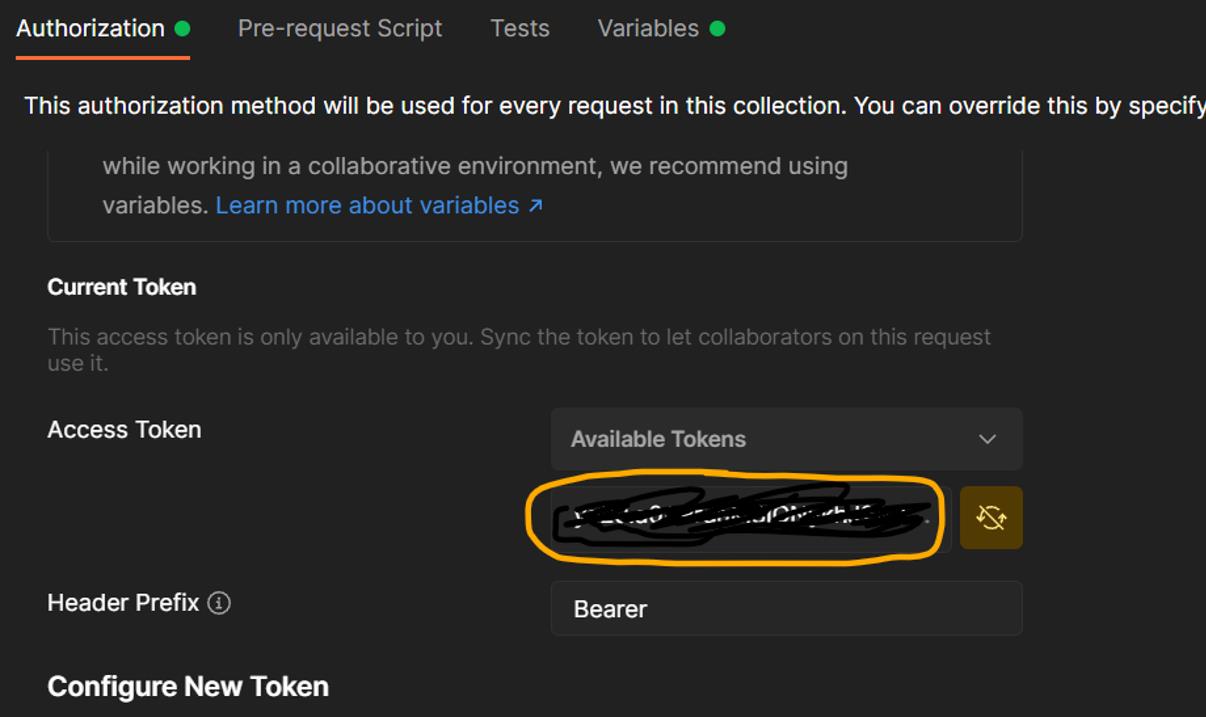 Authorization Pre-request Script Tests Variables
This authorization method will be used for every request in this collection. You can override this by specify
while working in a collaborative environment, we recommend using
variables. Learn more about variables ↗
Current Token
This access token is only available to you. Sync the token to let collaborators on this request
use it.
Access Token
Available Tokens
Header Prefix
Bearer
Configure New Token